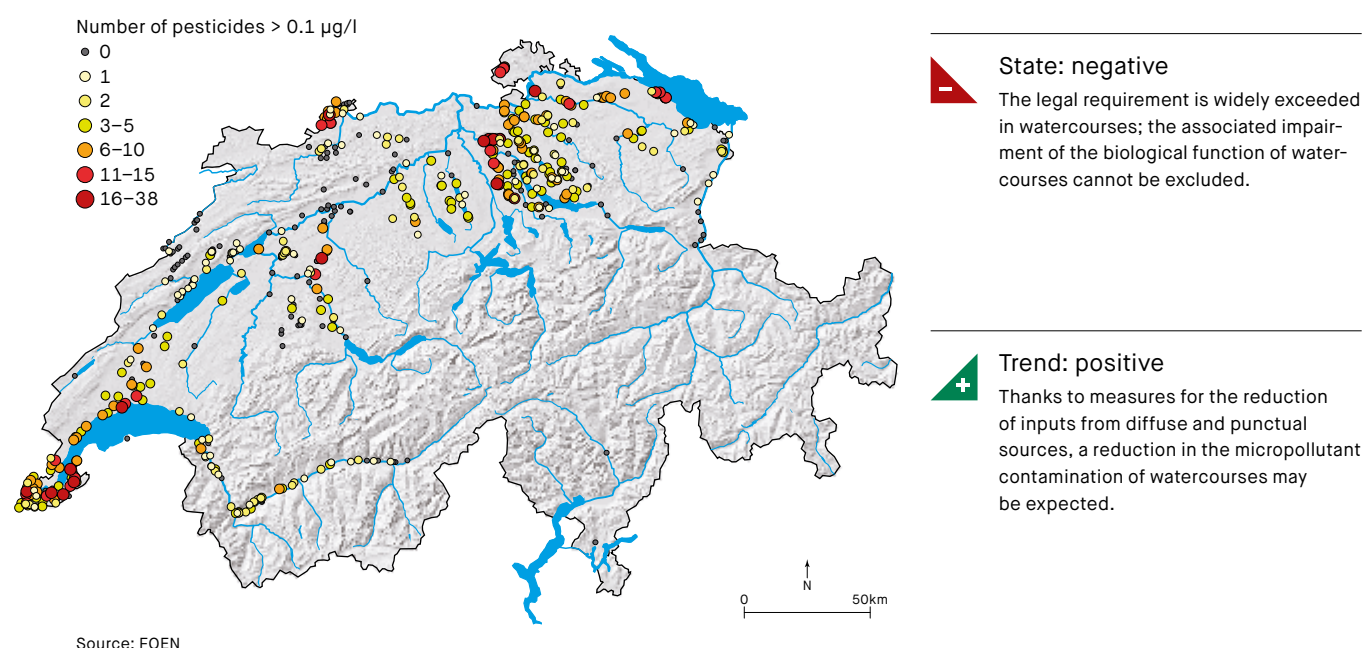 Number of pesticides > 0.1 µg/l
0
1
2
3–5
6–10
11–15
16–38
State: negative
The legal requirement is widely exceeded
in watercourses; the associated impair-
ment of the biological function of water-
courses cannot be excluded.
Trend: positive
Thanks to measures for the reduction
of inputs from diffuse and punctual
sources, a reduction in the micropollutant
contamination of watercourses may
be expected.
N
0 50km
Source: FOEN